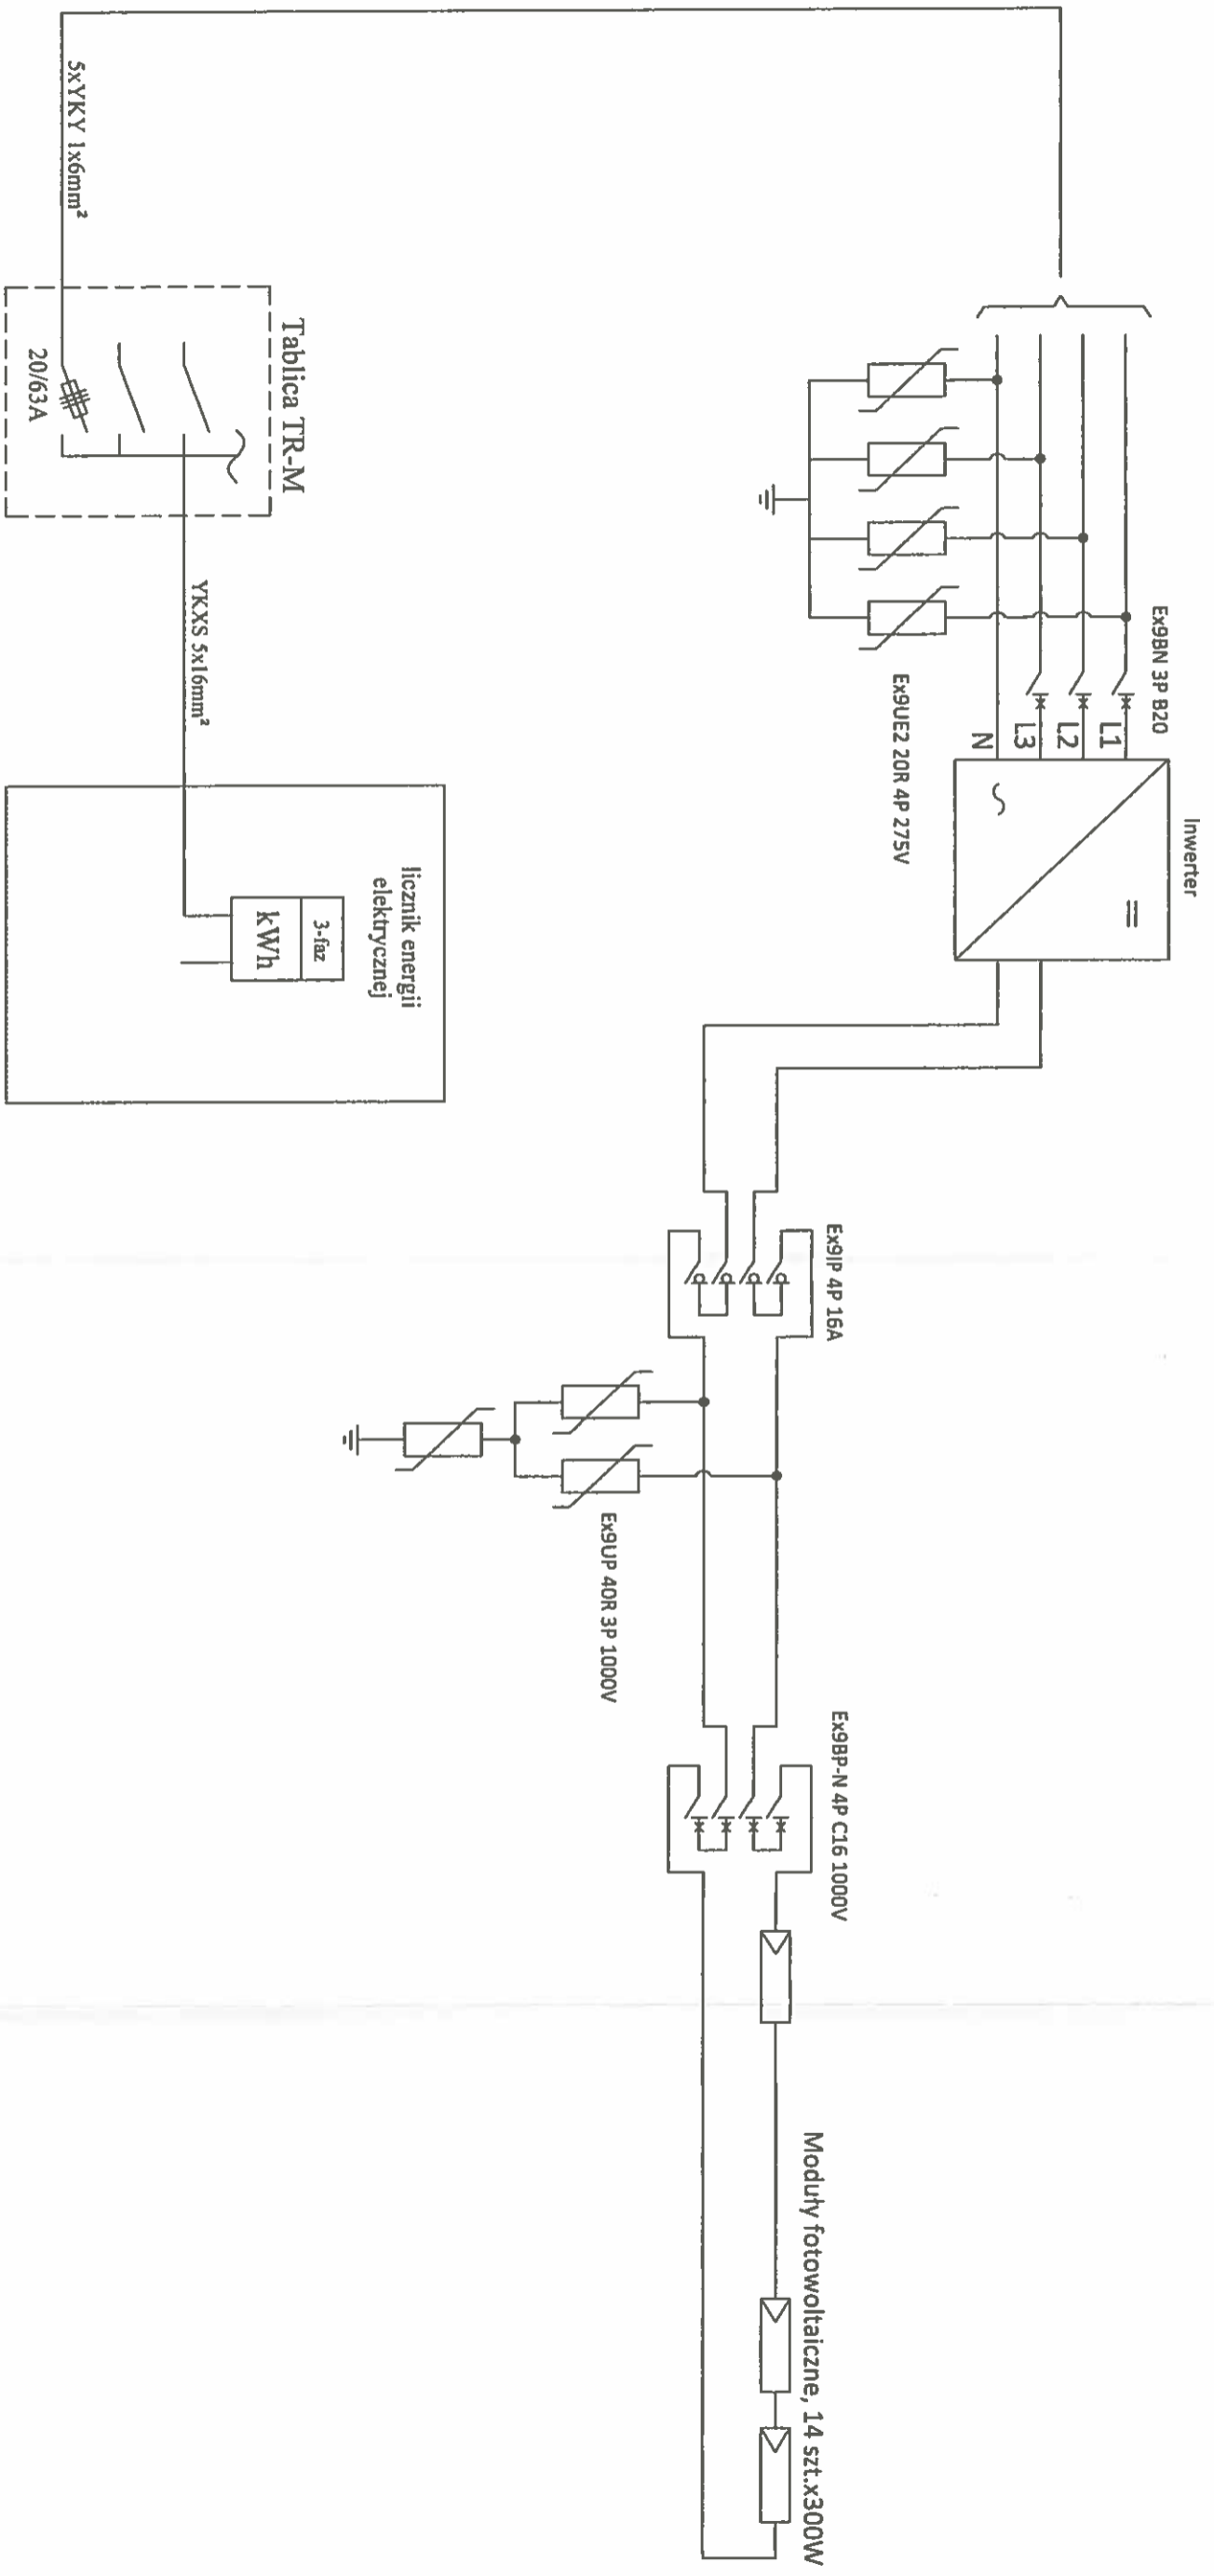 Inwerter
Ex9BN 3P B20
L1
L2
L3
N
Ex9UE2 20R 4P 275V
Ex9IP 4P 16A
Ex9BP-N 4P C16 1000V
Moduły fotowoltaiczne, 14 szt.x300W
Ex9UP 40R 3P 1000V
licznik energii
elektrycznej
3-faz
kWh
Tablica TR-M
YKXS 5x16mm²
5xYKY 1x6mm²
20/63A